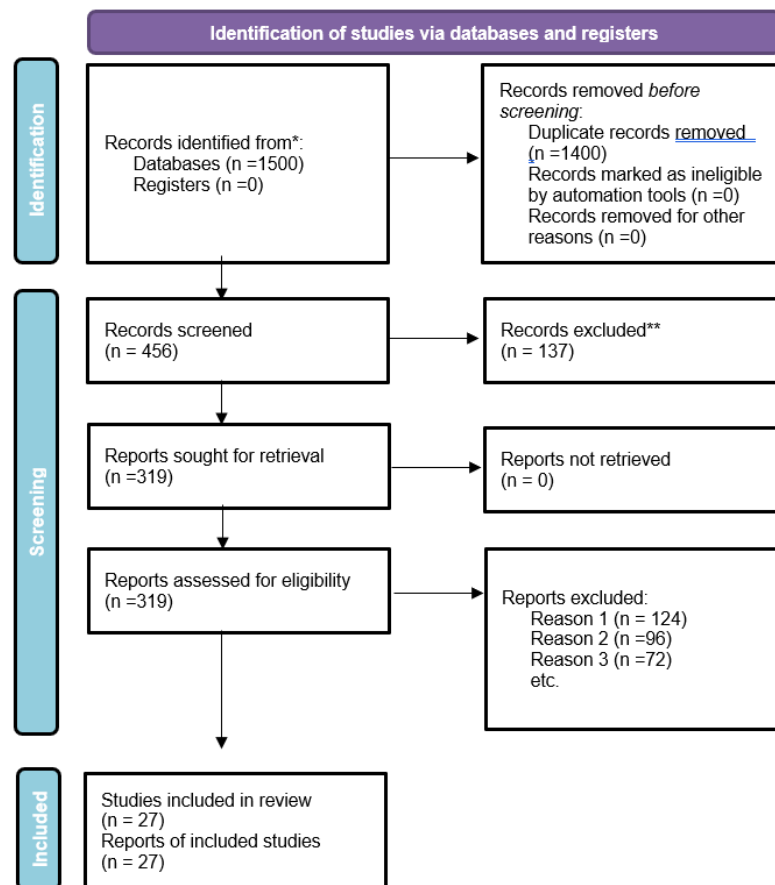 Identification of studies via databases and registers
Identification
Records identified from*:
Databases (n =1500)
Registers (n =0)
Records removed before
screening:
Duplicate records removed
(n =1400)
Records marked as ineligible
by automation tools (n =0)
Records removed for other
reasons (n =0)
Screening
Records screened
(n = 456)
Records excluded**
(n = 137)
Reports sought for retrieval
(n =319)
Reports not retrieved
(n = 0)
Reports assessed for eligibility
(n =319)
Reports excluded:
Reason 1 (n = 124)
Reason 2 (n =96)
Reason 3 (n =72)
etc.
Included
Studies included in review
(n = 27)
Reports of included studies
(n = 27)